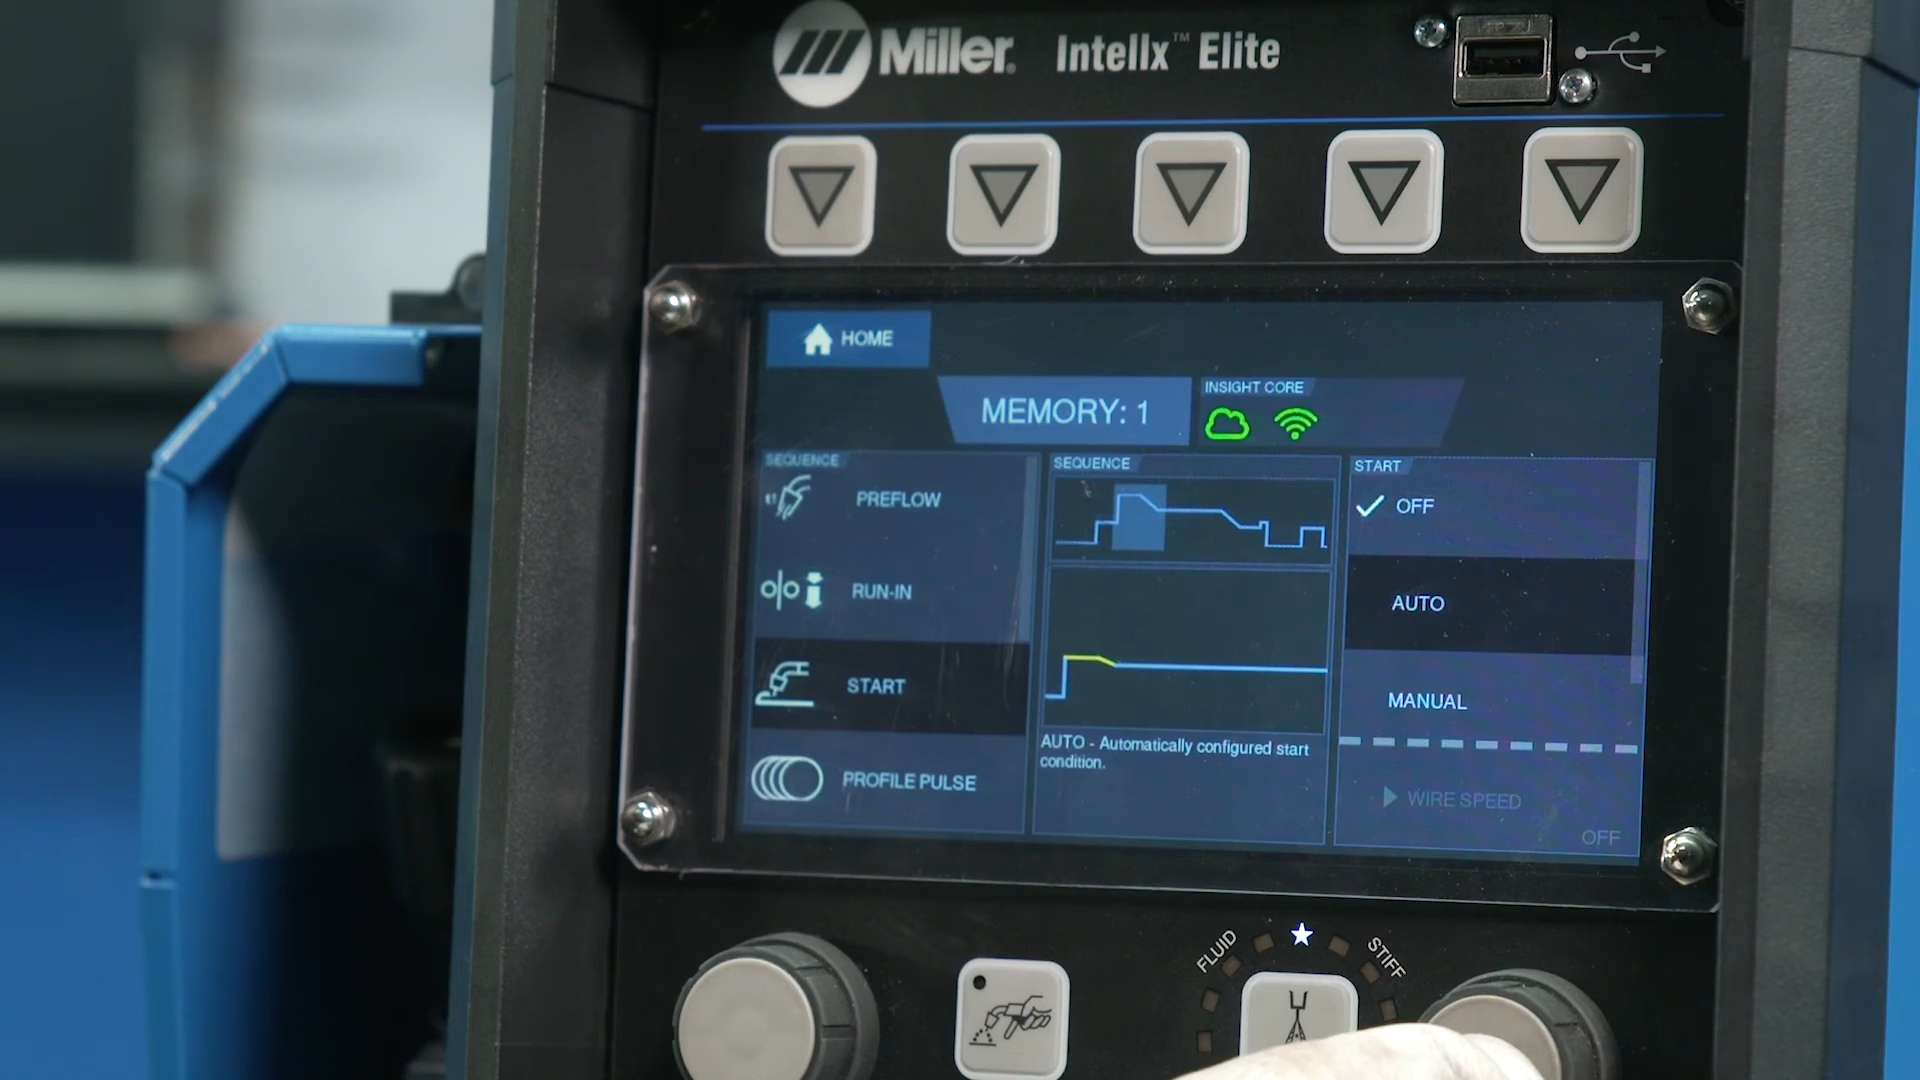 Miller® Intellx™ Elite
HOME
MEMORY: 1
INSIGHT CORE
SEQUENCE
PREFLOW
RUN-IN
START
PROFILE PULSE
SEQUENCE
AUTO - Automatically configured start
condition.
START
OFF
AUTO
MANUAL
WIRE SPEED
OFF
FLUID
STIFF